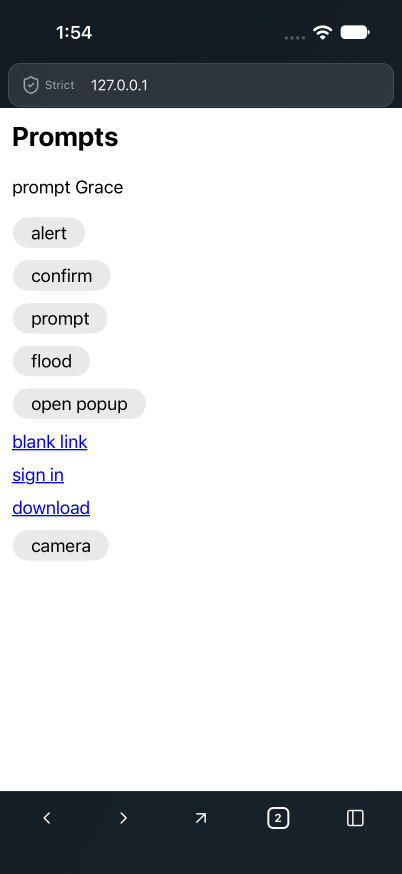 1:54
Strict 127.0.0.1
Prompts
prompt Grace
alert
confirm
prompt
flood
open popup
blank link
sign in
download
camera
2